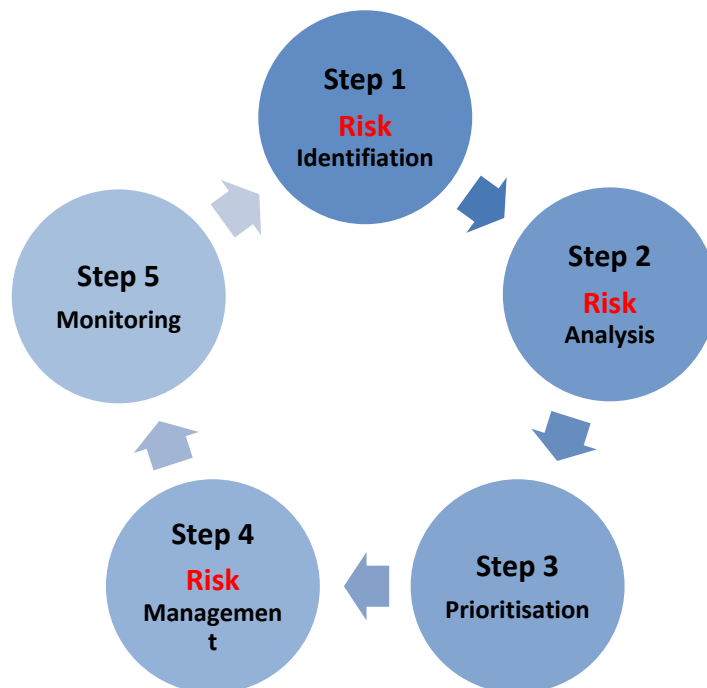 Step 1
Risk
Identifiation
Step 2
Risk
Analysis
Step 3
Prioritisation
Step 4
Risk
Managemen
t
Step 5
Monitoring